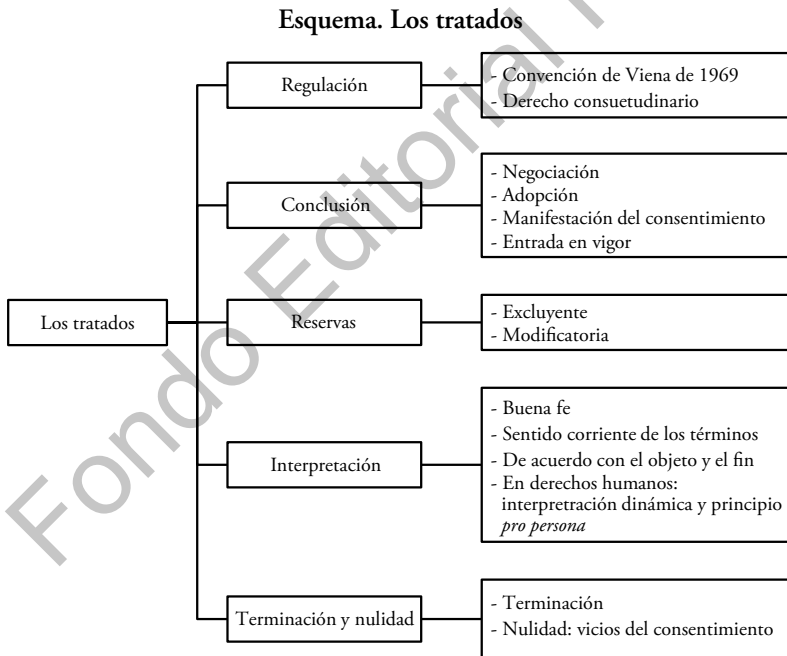 Esquema. Los tratados
Regulación
- Convención de Viena de 1969
- Derecho consuetudinario
Conclusión
- Negociación
- Adopción
- Manifestación del consentimiento
- Entrada en vigor
Los tratados
Reservas
- Excluyente
- Modificatoria
Interpretación
- Buena fe
- Sentido corriente de los términos
- De acuerdo con el objeto y el fin
- En derechos humanos:
interpretración dinámica y principio
pro persona
Terminación y nulidad
- Terminación
- Nulidad: vicios del consentimiento
Fondo Editorial